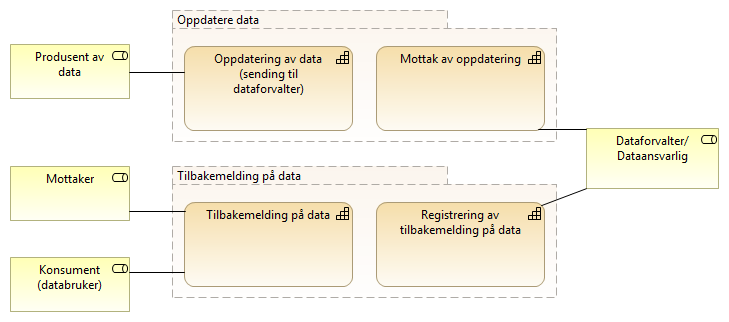 Oppdatere data
Produsent av
data
Oppdatering av data
(sending til
dataforvalter)
Mottak av oppdatering
Dataforvalter/
Dataansvarlig
Tilbakemelding på data
Mottaker
Tilbakemelding på data
Registrering av
tilbakemelding på data
Konsument
(databruker)